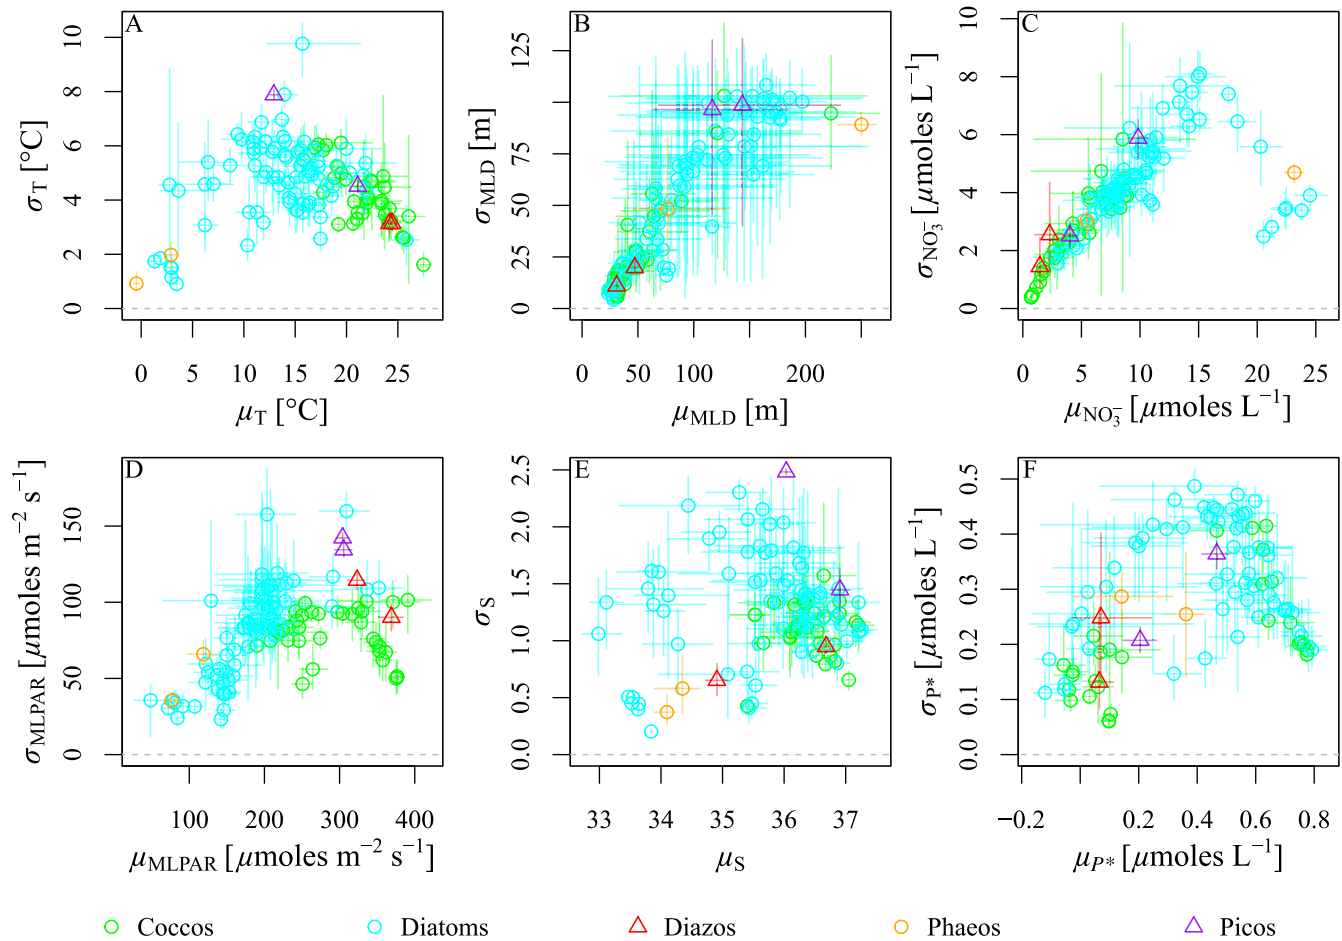 A
σT [°C]
0 2 4 6 8 10
0 5 10 15 20 25
μT [°C]
B
σMLD [m]
0 25 50 75 125
0 50 100 200
μMLD [m]
C
σNO3− [μmoles L−1]
0 2 4 6 8 10
0 5 10 15 20 25
μNO3− [μmoles L−1]
D
σMLPAR [μmoles m−2 s−1]
0 50 100 150
100 200 300 400
μMLPAR [μmoles m−2 s−1]
E
σS
0.0 0.5 1.0 1.5 2.0 2.5
33 34 35 36 37
μS
F
σP* [μmoles L−1]
0.0 0.1 0.2 0.3 0.4 0.5
−0.2 0.2 0.4 0.6 0.8
μP* [μmoles L−1]
Coccos Diatoms Diazos Phaeos Picos